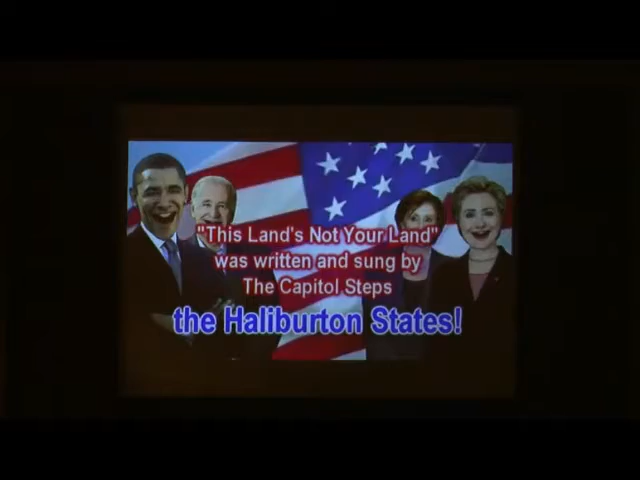 "This Land's Not Your Land"
was written and sung by
The Capitol Steps
the Haliburton States!